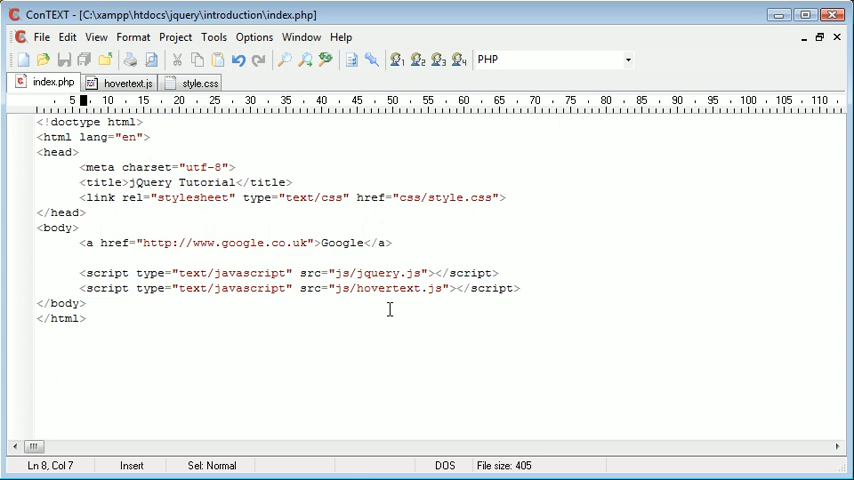 ConTEXT - [C:\xampp\htdocs\jquery\introduction\index.php]
File Edit View Format Project Tools Options Window Help
1 2 3 4 PHP
index.php hovertext.js style.css
5 10 15 20 25 30 35 40 45 50 55 60 65 70 75 80 85 90 95 100 105 110
<!doctype html>
<html lang="en">
<head>
<meta charset="utf-8">
<title>jQuery Tutorial</title>
<link rel="stylesheet" type="text/css" href="css/style.css">
</head>
<body>
<a href="http://www.google.co.uk">Google</a>
<script type="text/javascript" src="js/jquery.js"></script>
<script type="text/javascript" src="js/hovertext.js"></script>
</body>
</html>
Ln 8, Col 7 Insert Sel: Normal DOS File size: 405